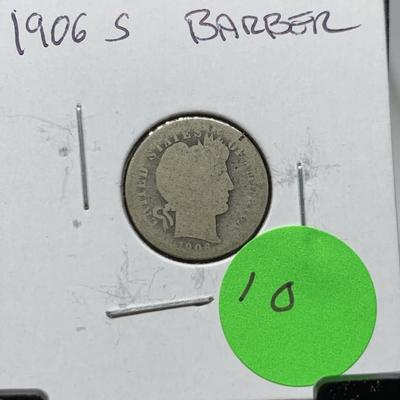 1906 S BARBER
UNITED STATES OF AMERICA
1906
10